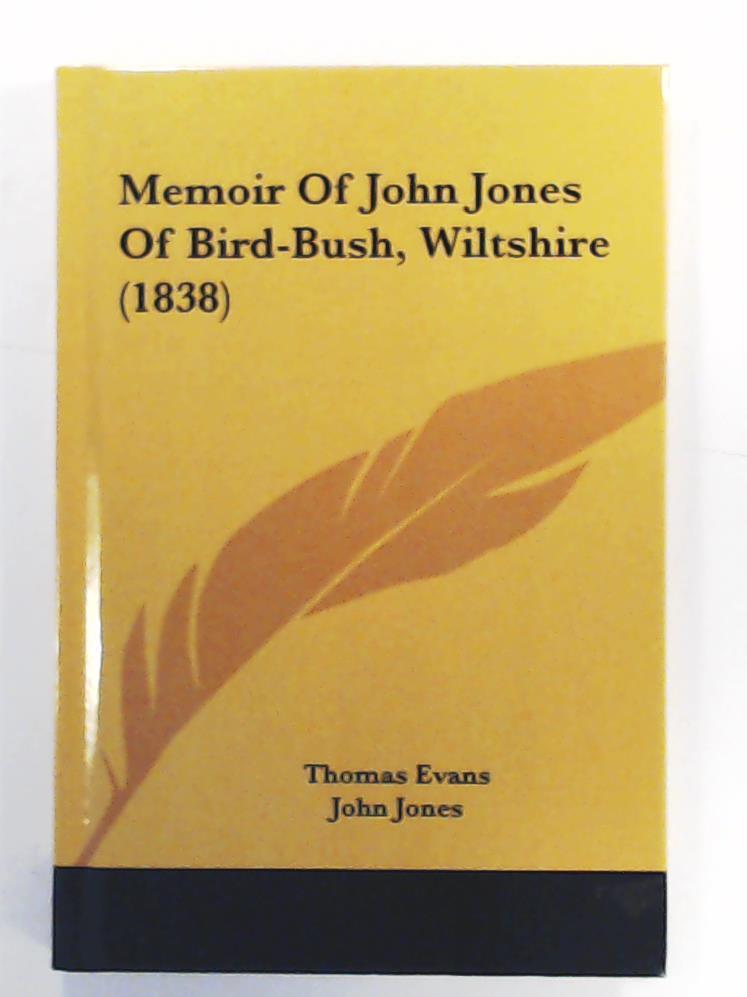 Memoir Of John Jones
Of Bird-Bush, Wiltshire
(1838)
Thomas Evans
John Jones